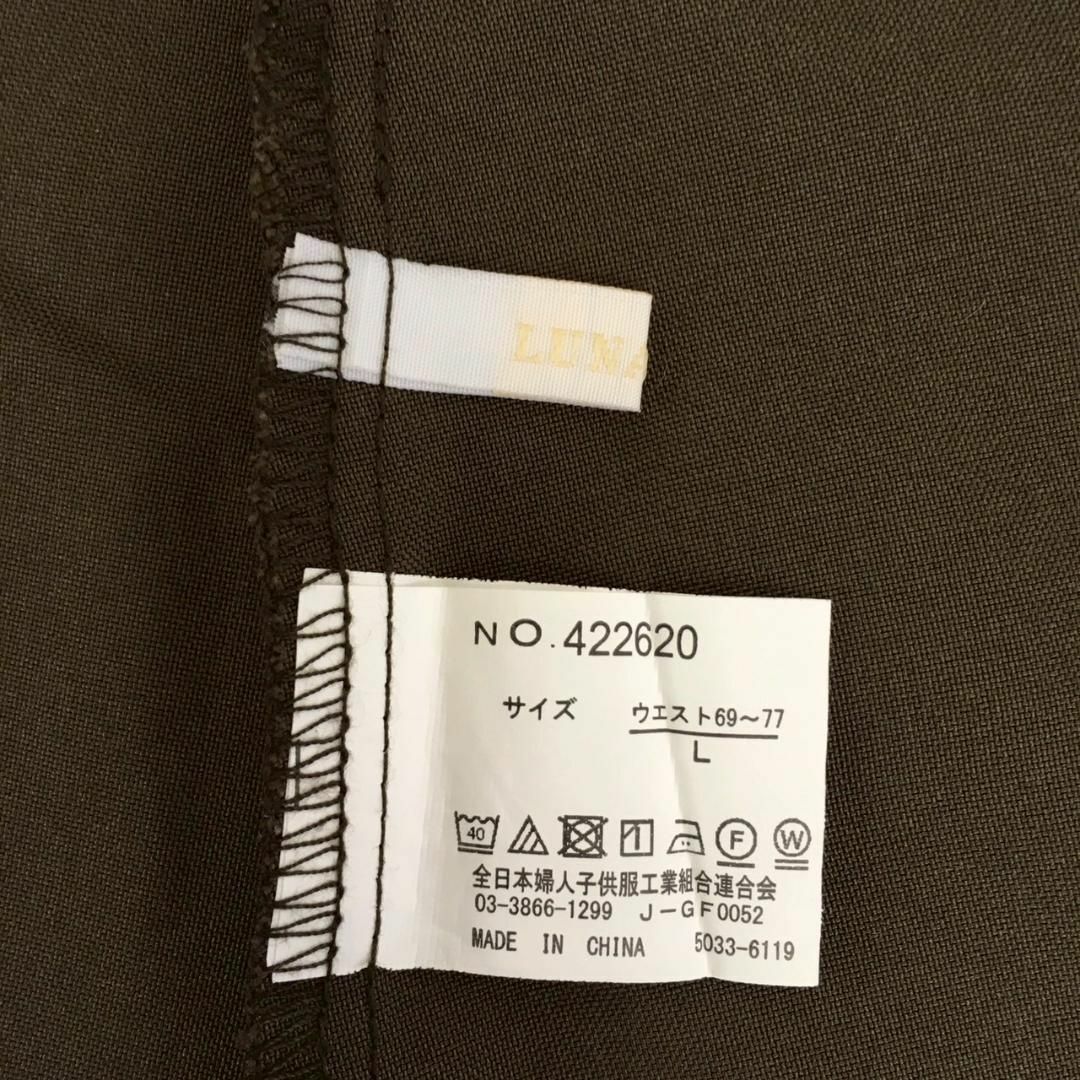 LUNA
NO.422620
サイズ ウエスト69～77
L
40 F W
全日本婦人子供服工業組合連合会
03-3866-1299 J-GF0052
MADE IN CHINA 5033-6119